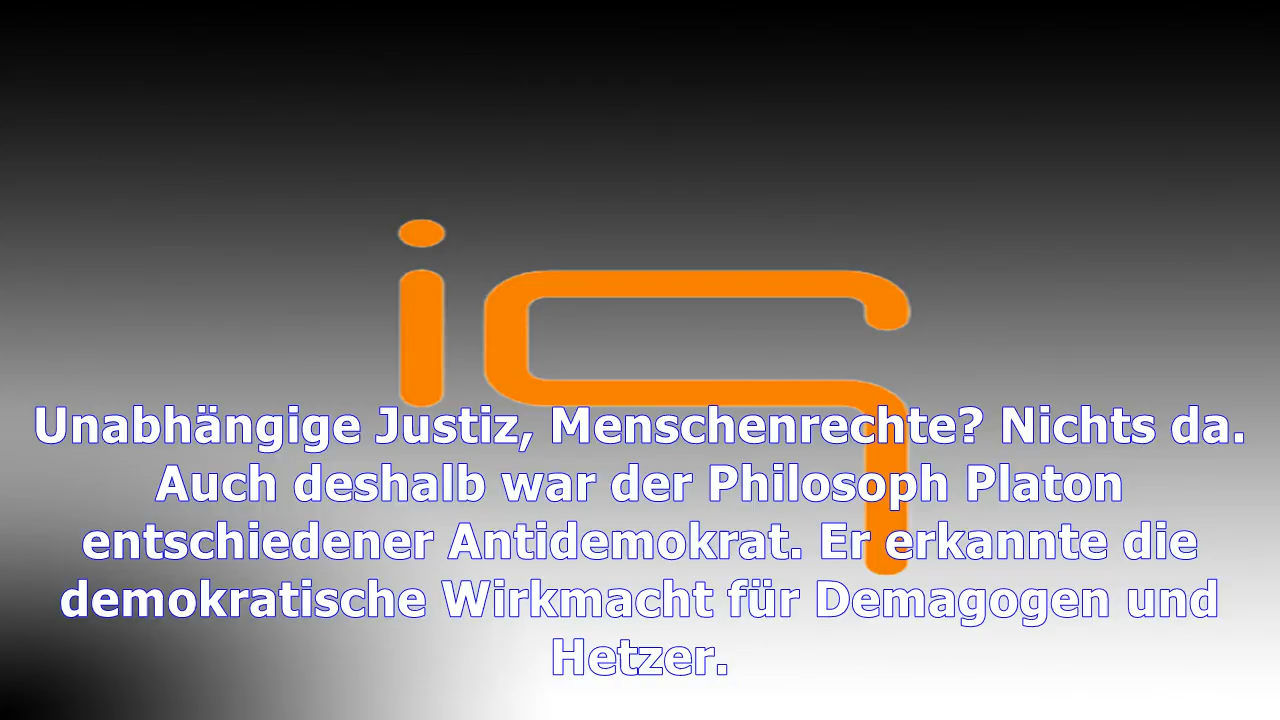 Unabhängige Justiz, Menschenrechte? Nichts da.
Auch deshalb war der Philosoph Platon
entschiedener Antidemokrat. Er erkannte die
demokratische Wirkmacht für Demagogen und
Hetzer.